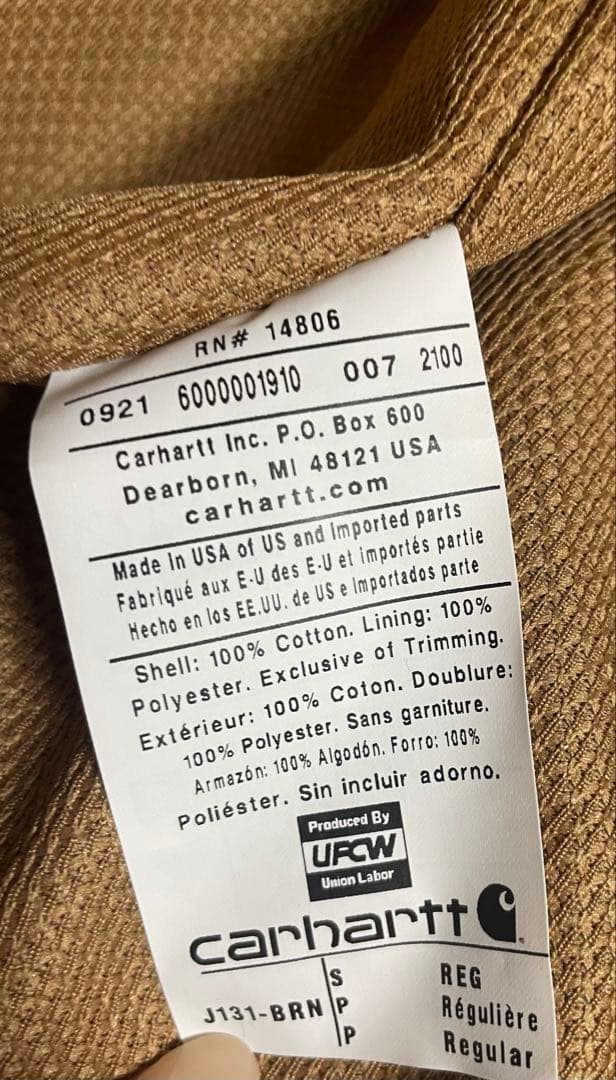 RN# 14806
0921 6000001910 007 2100
Carhartt Inc. P.O. Box 600
Dearborn, MI 48121 USA
carhartt.com
Made In USA of US and Imported parts
Fabriqué aux E-U des E-U et importés partie
Hecho en los EE.UU. de US e Importados parte
Shell: 100% Cotton. Lining: 100%
Polyester. Exclusive of Trimming.
Extérieur: 100% Coton. Doublure:
100% Polyester. Sans garniture.
Armazón: 100% Algodón. Forro: 100%
Poliéster. Sin incluir adorno.
Produced By
UFCW
Union Labor
carhartt
S REG
J131-BRN P Régulière
P Regular